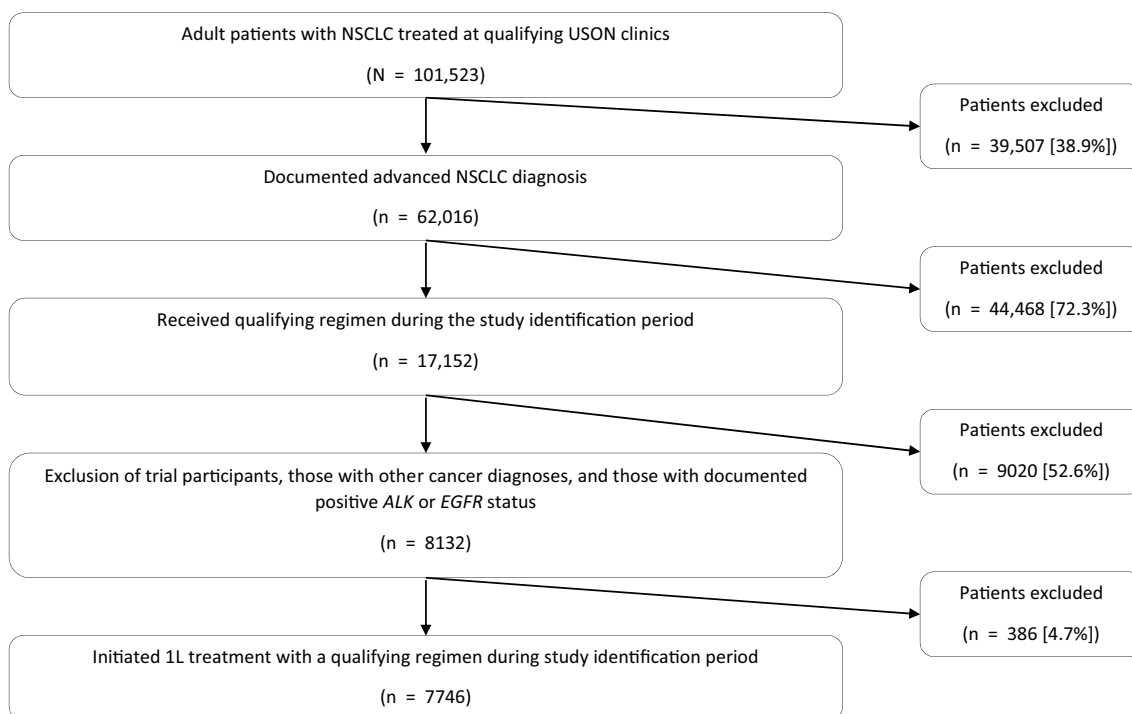 Adult patients with NSCLC treated at qualifying USON clinics
(N = 101,523)
Patients excluded
(n = 39,507 [38.9%])
Documented advanced NSCLC diagnosis
(n = 62,016)
Patients excluded
(n = 44,468 [72.3%])
Received qualifying regimen during the study identification period
(n = 17,152)
Patients excluded
(n = 9020 [52.6%])
Exclusion of trial participants, those with other cancer diagnoses, and those with documented
positive ALK or EGFR status
(n = 8132)
Patients excluded
(n = 386 [4.7%])
Initiated 1L treatment with a qualifying regimen during study identification period
(n = 7746)